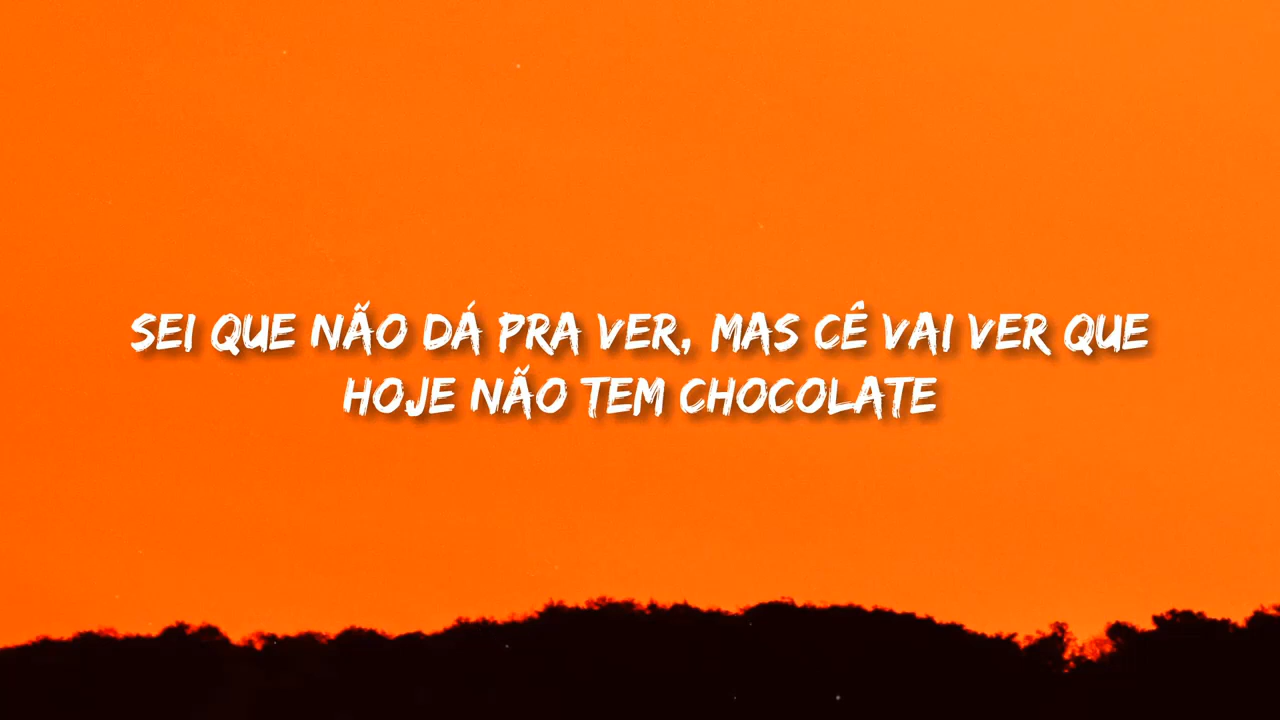 SEI QUE NÃO DÁ PRA VER, MAS CÊ VAI VER QUE
HOJE NÃO TEM CHOCOLATE